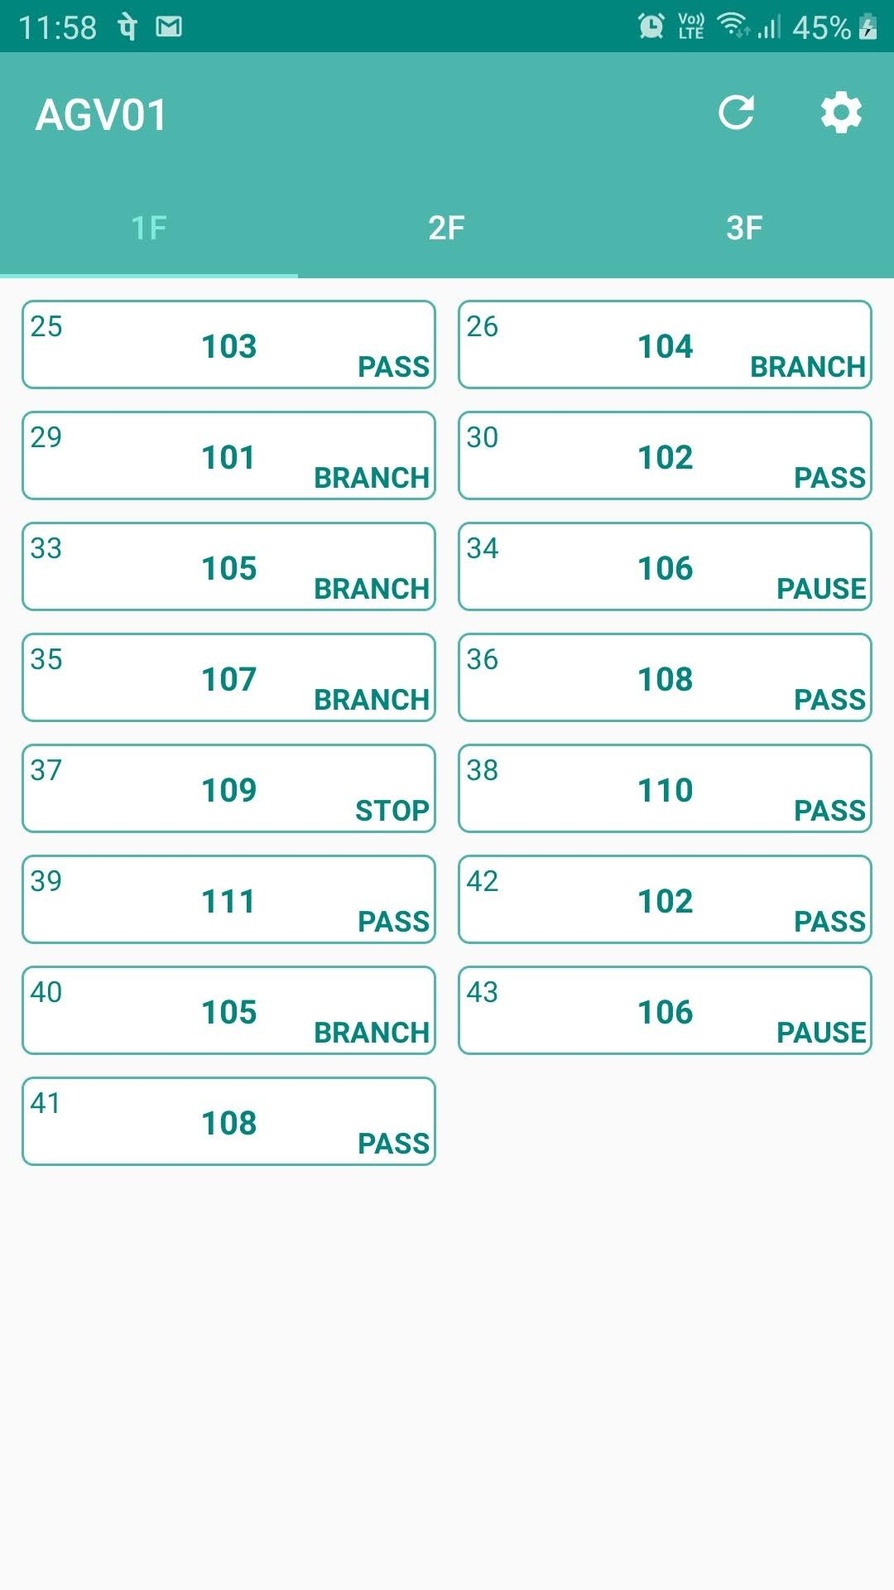 11:58 पे Vo)) LTE 45%
AGV01
1F 2F 3F
25 103 PASS
26 104 BRANCH
29 101 BRANCH
30 102 PASS
33 105 BRANCH
34 106 PAUSE
35 107 BRANCH
36 108 PASS
37 109 STOP
38 110 PASS
39 111 PASS
42 102 PASS
40 105 BRANCH
43 106 PAUSE
41 108 PASS